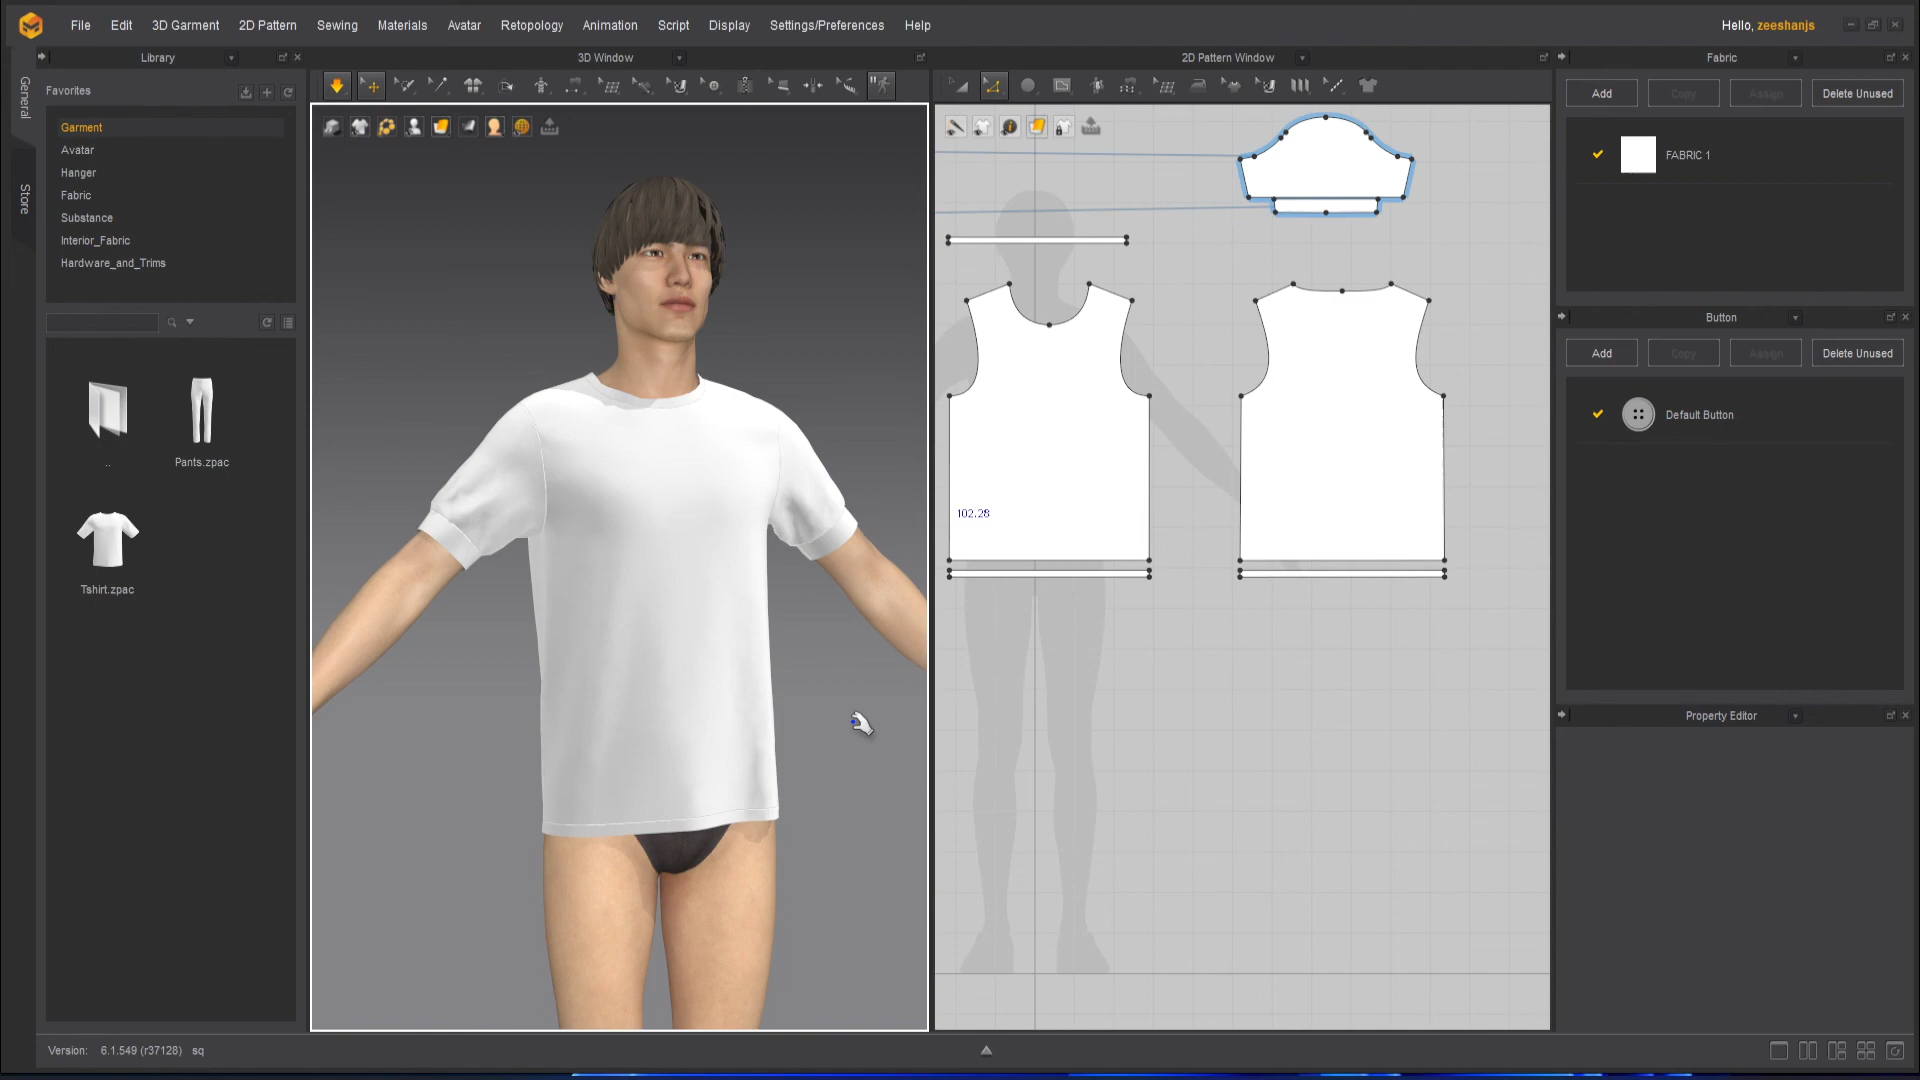 File Edit 3D Garment 2D Pattern Sewing Materials Avatar Retopology Animation Script Display Settings/Preferences Help Hello, zeeshanjs
Library 3D Window 2D Pattern Window Fabric
General
Store
Favorites
Garment
Avatar
Hanger
Fabric
Substance
Interior_Fabric
Hardware_and_Trims
..
Pants.zpac
Tshirt.zpac
102.28
Add Copy Assign Delete Unused
FABRIC 1
Button
Add Copy Assign Delete Unused
Default Button
Property Editor
Version: 6.1.549 (r37128) sq